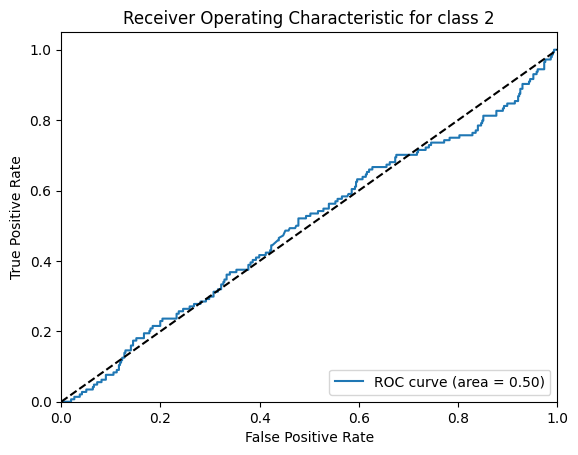 Receiver Operating Characteristic for class 2
1.0
0.8
0.6
0.4
0.2
0.0
True Positive Rate
ROC curve (area = 0.50)
0.0 0.2 0.4 0.6 0.8 1.0
False Positive Rate